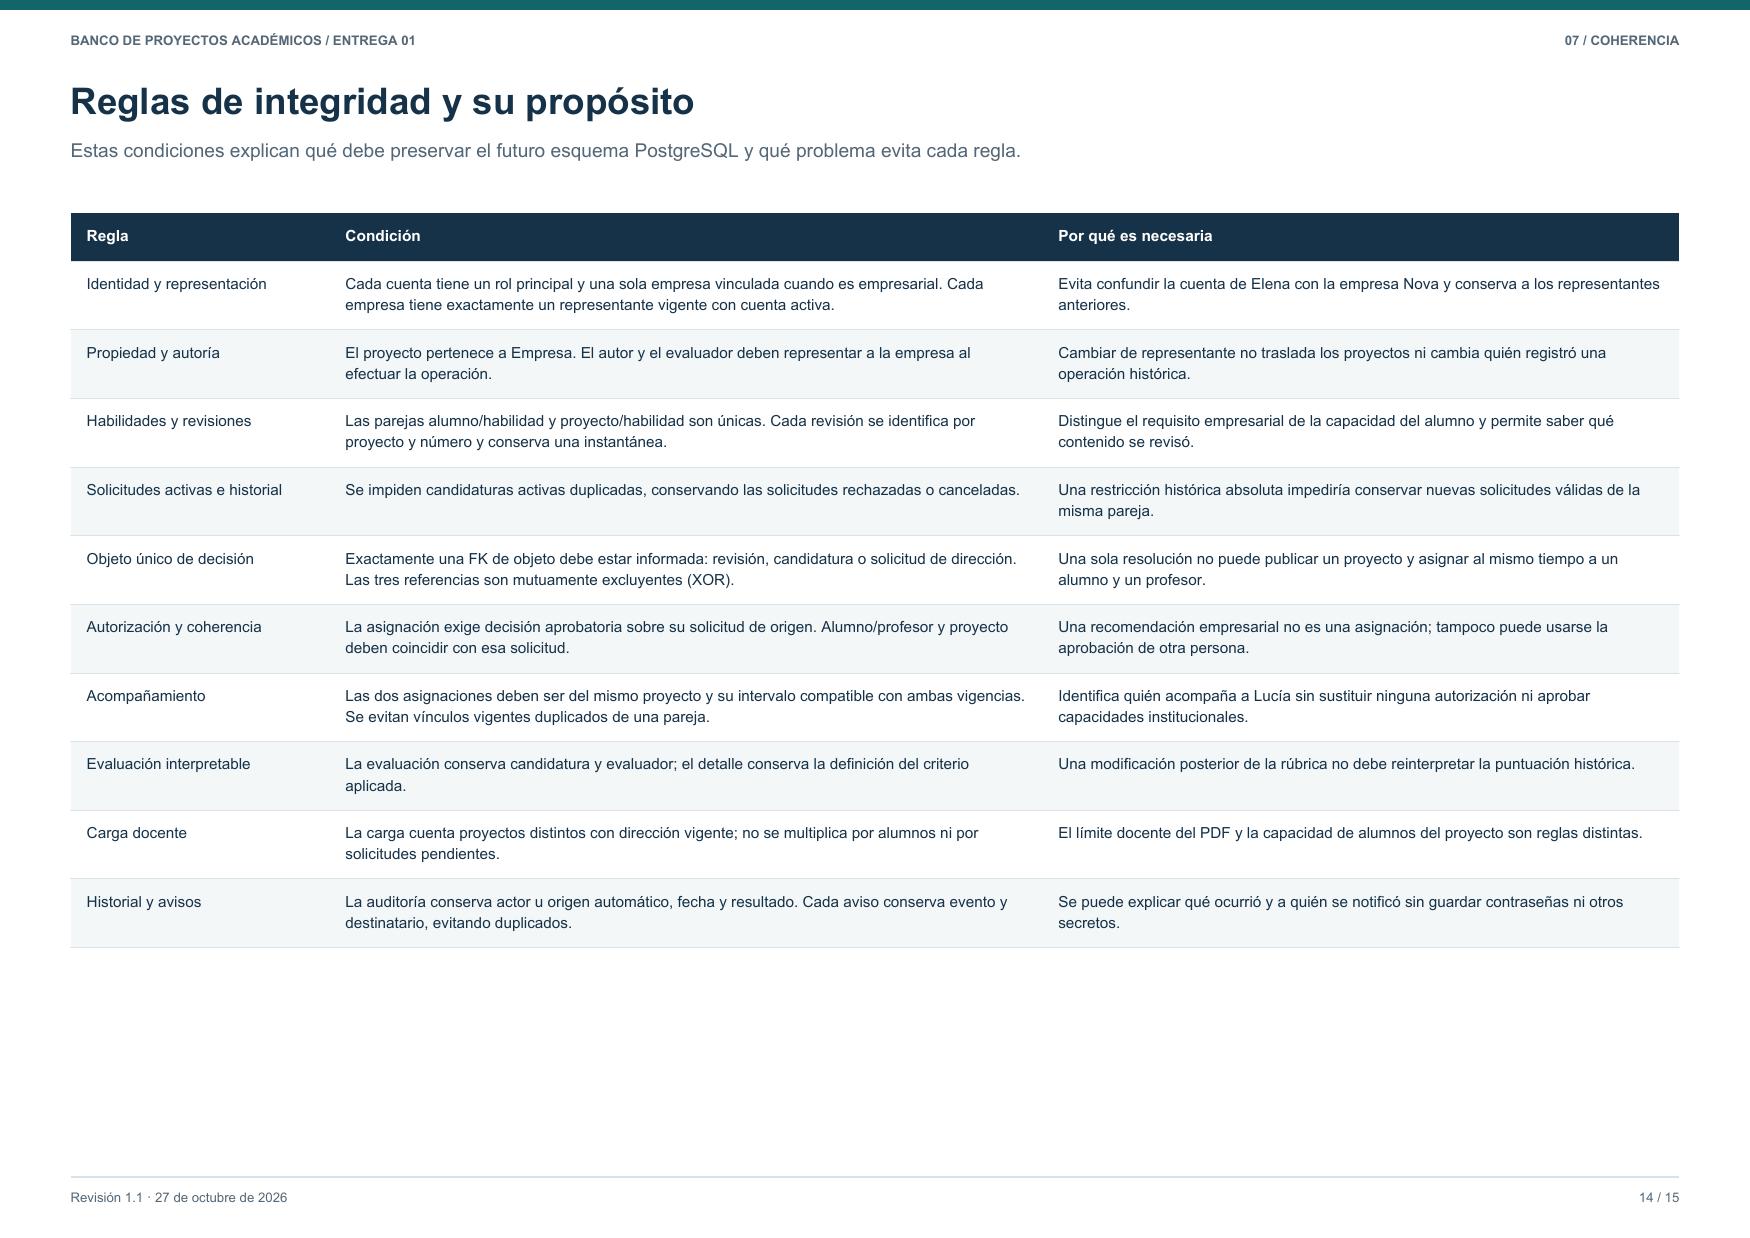 BANCO DE PROYECTOS ACADÉMICOS / ENTREGA 01
07 / COHERENCIA
Reglas de integridad y su propósito
Estas condiciones explican qué debe preservar el futuro esquema PostgreSQL y qué problema evita cada regla.
Regla
Condición
Por qué es necesaria
Identidad y representación
Cada cuenta tiene un rol principal y una sola empresa vinculada cuando es empresarial. Cada
empresa tiene exactamente un representante vigente con cuenta activa.
Evita confundir la cuenta de Elena con la empresa Nova y conserva a los representantes
anteriores.
Propiedad y autoría
El proyecto pertenece a Empresa. El autor y el evaluador deben representar a la empresa al
efectuar la operación.
Cambiar de representante no traslada los proyectos ni cambia quién registró una
operación histórica.
Habilidades y revisiones
Las parejas alumno/habilidad y proyecto/habilidad son únicas. Cada revisión se identifica por
proyecto y número y conserva una instantánea.
Distingue el requisito empresarial de la capacidad del alumno y permite saber qué
contenido se revisó.
Solicitudes activas e historial
Se impiden candidaturas activas duplicadas, conservando las solicitudes rechazadas o canceladas.
Una restricción histórica absoluta impediría conservar nuevas solicitudes válidas de la
misma pareja.
Objeto único de decisión
Exactamente una FK de objeto debe estar informada: revisión, candidatura o solicitud de dirección.
Las tres referencias son mutuamente excluyentes (XOR).
Una sola resolución no puede publicar un proyecto y asignar al mismo tiempo a un
alumno y un profesor.
Autorización y coherencia
La asignación exige decisión aprobatoria sobre su solicitud de origen. Alumno/profesor y proyecto
deben coincidir con esa solicitud.
Una recomendación empresarial no es una asignación; tampoco puede usarse la
aprobación de otra persona.
Acompañamiento
Las dos asignaciones deben ser del mismo proyecto y su intervalo compatible con ambas vigencias.
Se evitan vínculos vigentes duplicados de una pareja.
Identifica quién acompaña a Lucía sin sustituir ninguna autorización ni aprobar
capacidades institucionales.
Evaluación interpretable
La evaluación conserva candidatura y evaluador; el detalle conserva la definición del criterio
aplicada.
Una modificación posterior de la rúbrica no debe reinterpretar la puntuación histórica.
Carga docente
La carga cuenta proyectos distintos con dirección vigente; no se multiplica por alumnos ni por
solicitudes pendientes.
El límite docente del PDF y la capacidad de alumnos del proyecto son reglas distintas.
Historial y avisos
La auditoría conserva actor u origen automático, fecha y resultado. Cada aviso conserva evento y
destinatario, evitando duplicados.
Se puede explicar qué ocurrió y a quién se notificó sin guardar contraseñas ni otros
secretos.
Revisión 1.1 · 27 de octubre de 2026
14 / 15